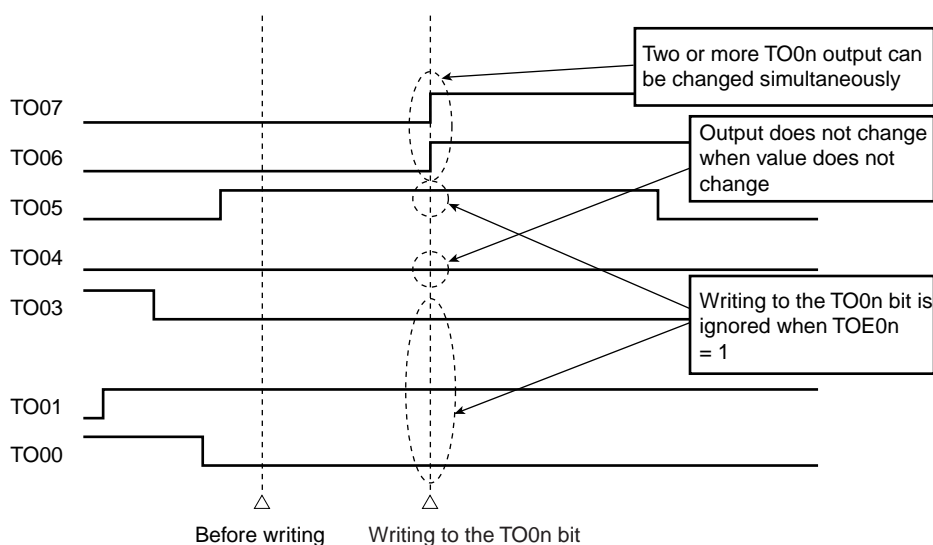 Two or more TO0n output can
be changed simultaneously
TO07
Output does not change
when value does not
change
TO06
TO05
TO04
TO03
Writing to the TO0n bit is
ignored when TOE0n
= 1
TO01
TO00
Before writing
Writing to the TO0n bit